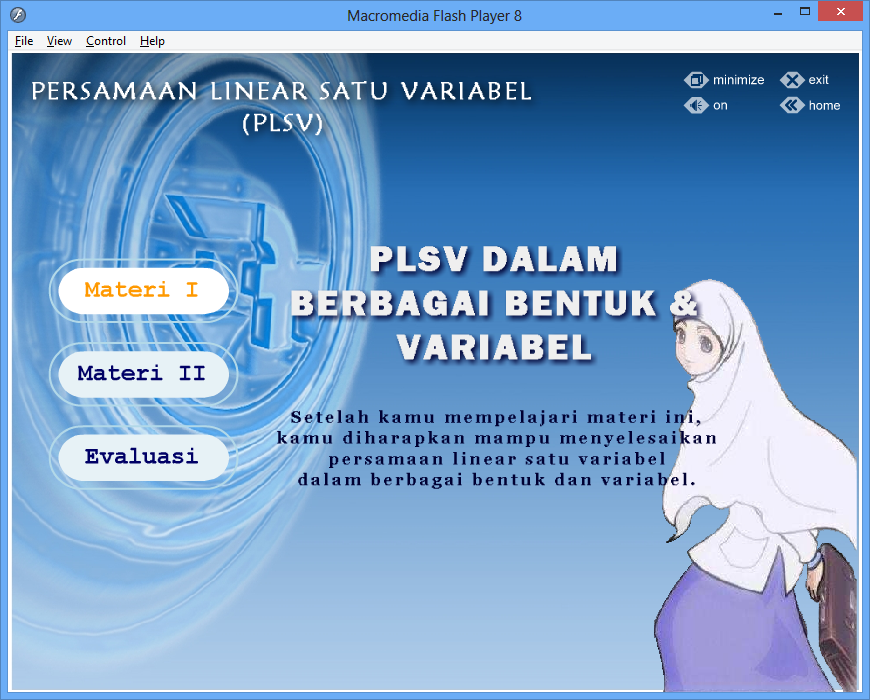 Macromedia Flash Player 8
File View Control Help
PERSAMAAN LINEAR SATU VARIABEL
(PLSV)
minimize exit
on home
PLSV DALAM
BERBAGAI BENTUK &
VARIABEL
Materi I
Materi II
Evaluasi
Setelah kamu mempelajari materi ini,
kamu diharapkan mampu menyelesaikan
persamaan linear satu variabel
dalam berbagai bentuk dan variabel.